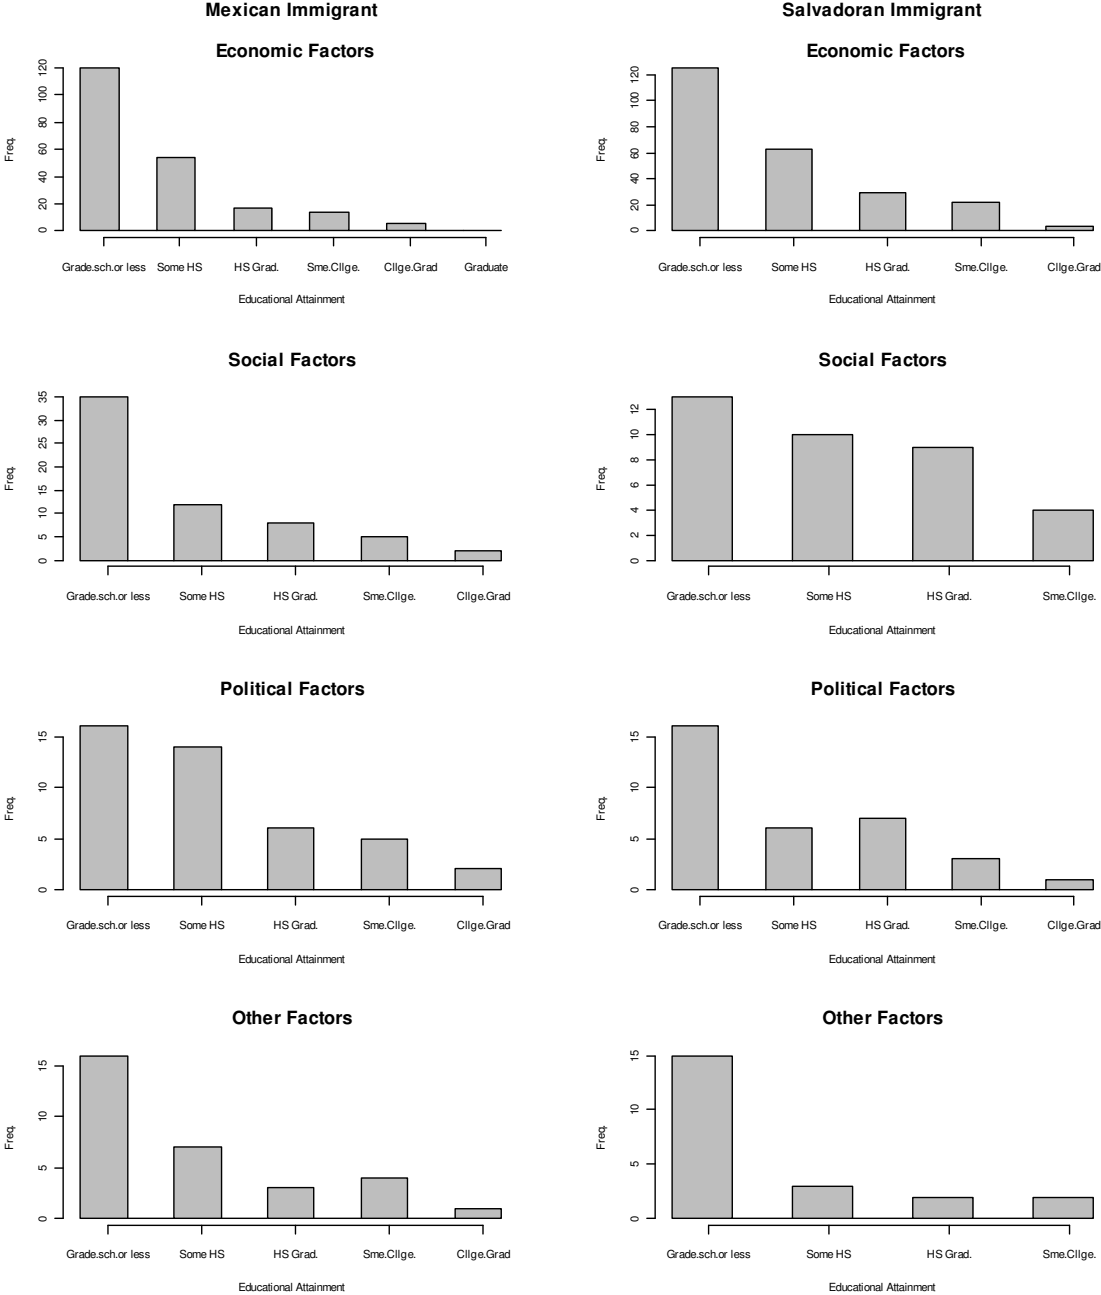 Mexican Immigrant
Salvadoran Immigrant
Economic Factors
Freq.
120
100
80
60
40
20
0
Grade.sch.or less Some HS HS Grad. Sme.Cllge. Cllge.Grad Graduate
Educational Attainment
Economic Factors
Freq.
120
100
80
60
40
20
0
Grade.sch.or less Some HS HS Grad. Sme.Cllge. Cllge.Grad
Educational Attainment
Social Factors
Freq.
35
30
25
20
15
10
5
0
Grade.sch.or less Some HS HS Grad. Sme.Cllge. Cllge.Grad
Educational Attainment
Social Factors
Freq.
12
10
8
6
4
2
0
Grade.sch.or less Some HS HS Grad. Sme.Cllge.
Educational Attainment
Political Factors
Freq.
15
10
5
0
Grade.sch.or less Some HS HS Grad. Sme.Cllge. Cllge.Grad
Educational Attainment
Political Factors
Freq.
15
10
5
0
Grade.sch.or less Some HS HS Grad. Sme.Cllge. Cllge.Grad
Educational Attainment
Other Factors
Freq.
15
10
5
0
Grade.sch.or less Some HS HS Grad. Sme.Cllge. Cllge.Grad
Educational Attainment
Other Factors
Freq.
15
10
5
0
Grade.sch.or less Some HS HS Grad. Sme.Cllge.
Educational Attainment